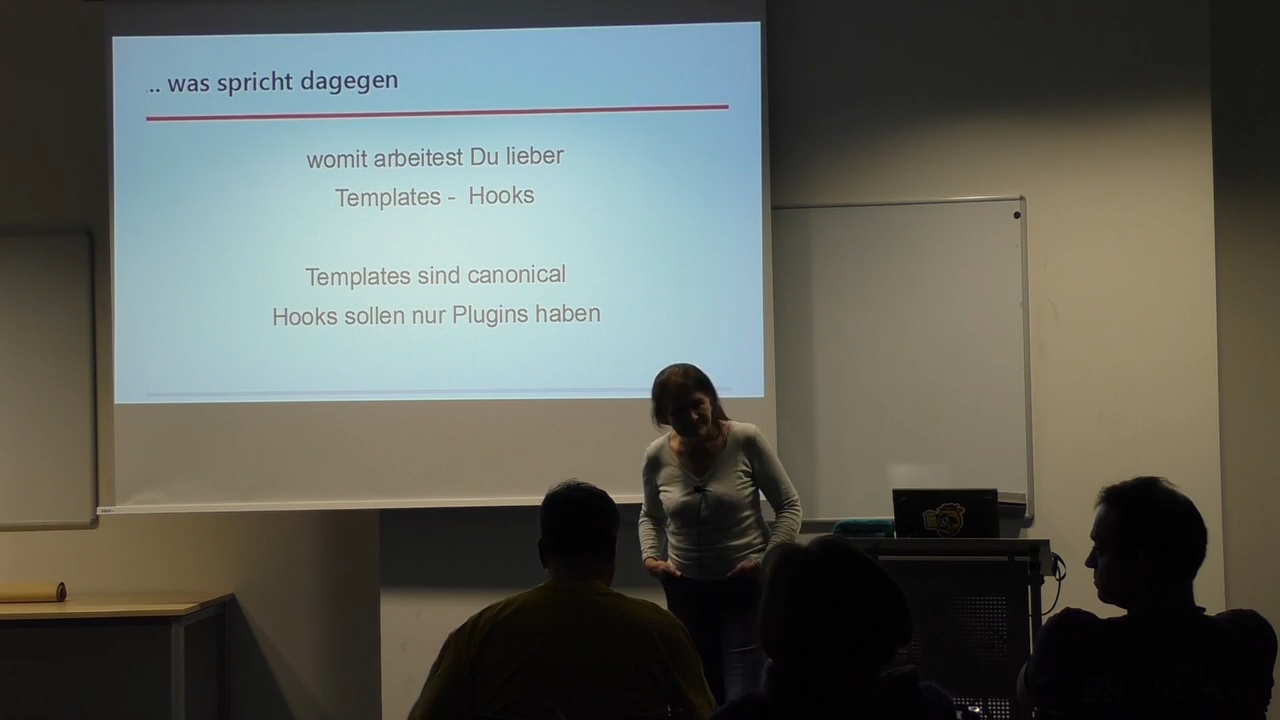 .. was spricht dagegen
womit arbeitest Du lieber
Templates - Hooks
Templates sind canonical
Hooks sollen nur Plugins haben